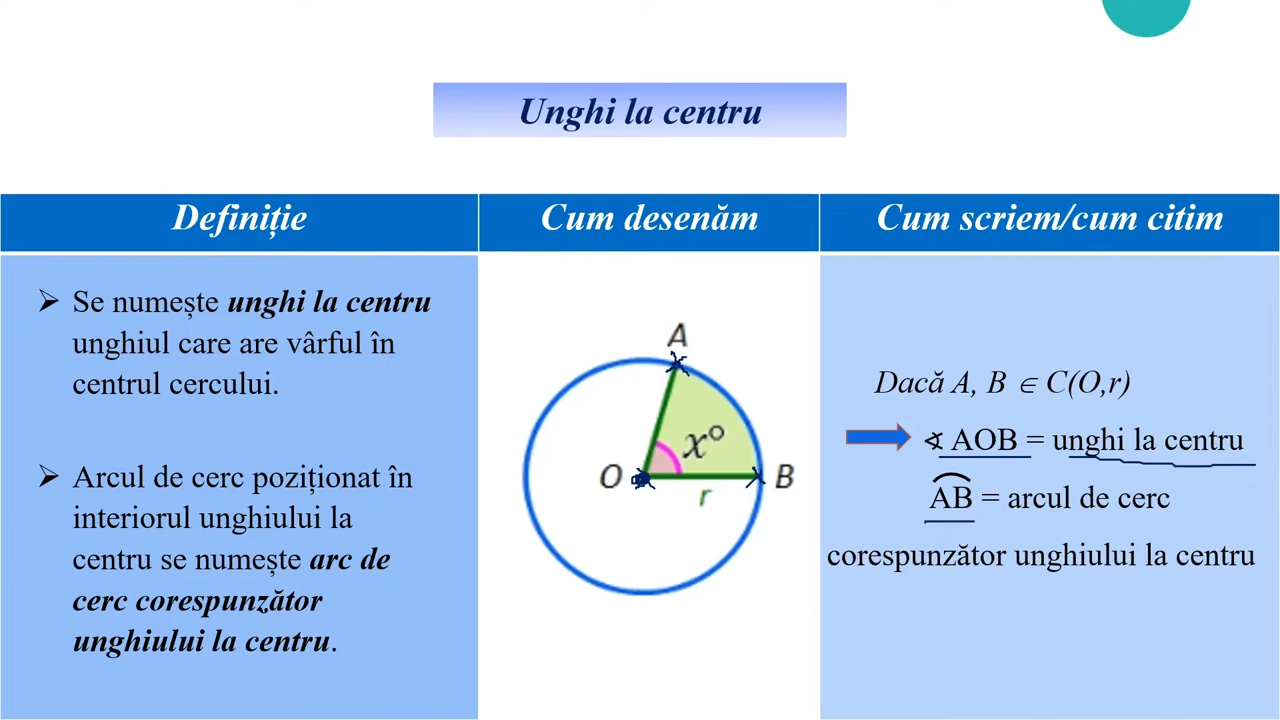 Unghi la centru
Definiție
Cum desenăm
Cum scriem/cum citim
➢ Se numește unghi la centru
unghiul care are vârful în
centrul cercului.
➢ Arcul de cerc poziționat în
interiorul unghiului la
centru se numește arc de
cerc corespunzător
unghiului la centru.
A
x°
O
B
r
Dacă A, B ∈ C(O,r)
∢ AOB = unghi la centru
A͡B = arcul de cerc
corespunzător unghiului la centru